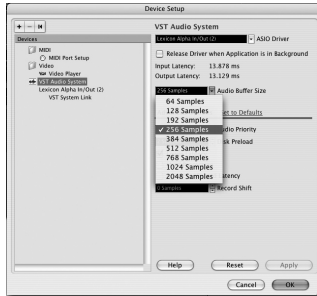 Device Setup
+ − |◀
Devices
MIDI
MIDI Port Setup
Video
Video Player
VST Audio System
Lexicon Alpha In/Out (2)
VST System Link
VST Audio System
Lexicon Alpha In/Out (2) ASIO Driver
Release Driver when Application is in Background
Input Latency: 13.878 ms
Output Latency: 13.129 ms
256 Samples Audio Buffer Size
64 Samples
128 Samples
192 Samples
✓ 256 Samples
384 Samples
512 Samples
768 Samples
1024 Samples
2048 Samples
et to Defaults
udio Priority
sk Preload
tency
0 Samples Record Shift
Help Reset Apply
Cancel OK